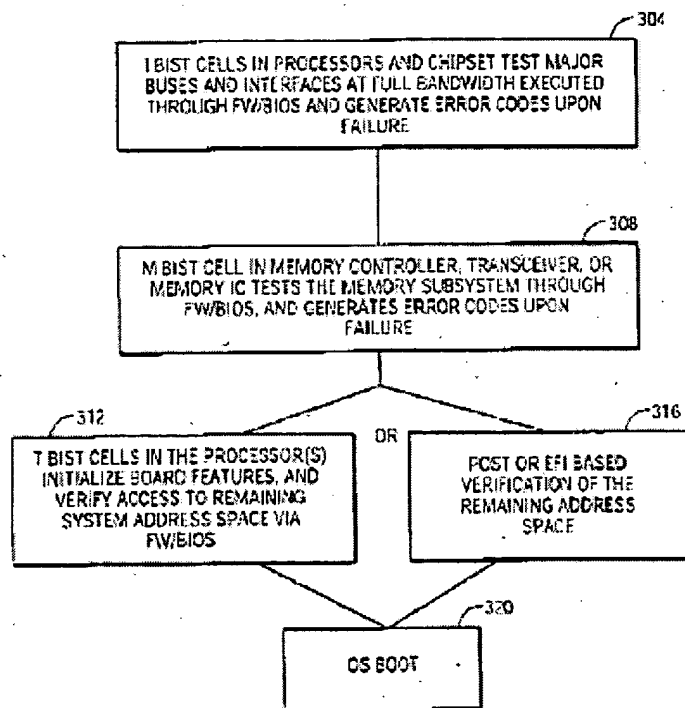 304
I BIST CELLS IN PROCESSORS AND CHIPSET TEST MAJOR
BUSES AND INTERFACES AT FULL BANDWIDTH EXECUTED
THROUGH FW/BIOS AND GENERATE ERROR CODES UPON
FAILURE
308
M BIST CELL IN MEMORY CONTROLLER, TRANSCEIVER, OR
MEMORY IC TESTS THE MEMORY SUBSYSTEM THROUGH
FW/BIOS, AND GENERATES ERROR CODES UPON
FAILURE
312
T BIST CELLS IN THE PROCESSOR(S)
INITIALIZE BOARD FEATURES, AND
VERIFY ACCESS TO REMAINING
SYSTEM ADDRESS SPACE VIA
FW/BIOS
OR
316
POST OR EFI BASED
VERIFICATION OF THE
REMAINING ADDRESS
SPACE
320
OS BOOT